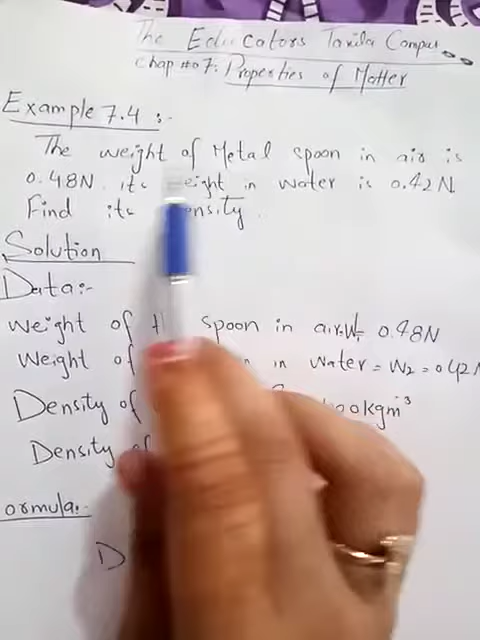 The Educators Taxila Campus
Chap #07: Properties of Matter
Example 7.4 :-
The weight of Metal spoon in air is
0.48N. its weight in water is 0.42N
Find its density.
Solution
Data:-
Weight of the spoon in air W₁ = 0.48N
Weight of in water = W₂ = 0.42N
Density of kgm⁻³
Density of
ormula:-
D